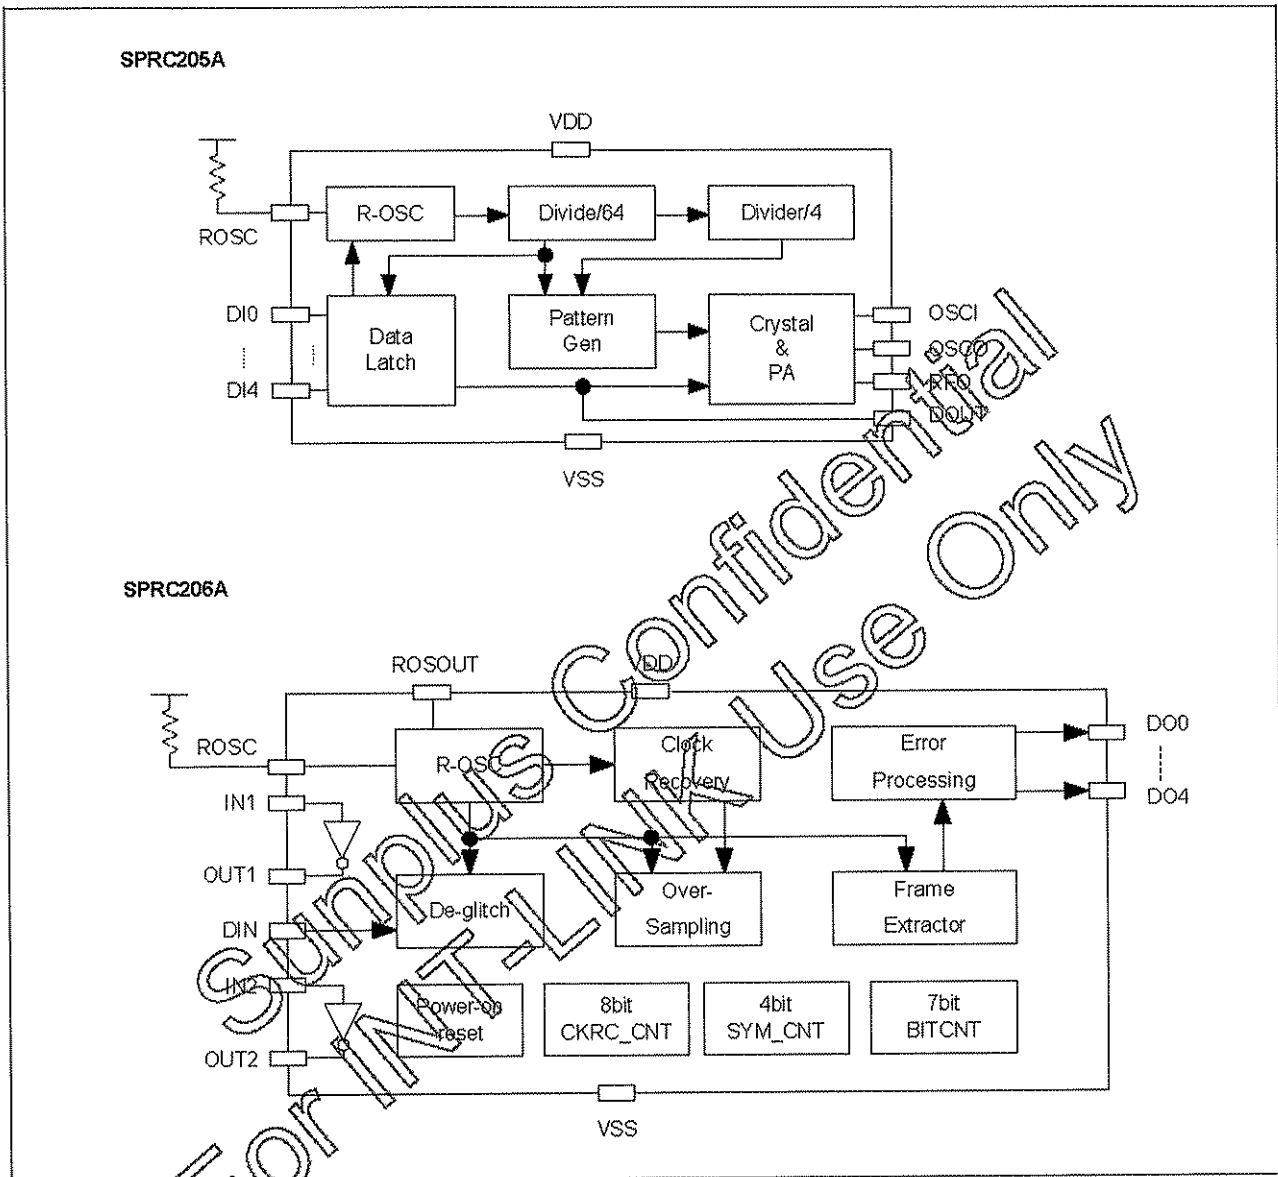 SPRC205A
VDD
R-OSC
Divide/64
Divider/4
ROSC
DI0
DI4
Data
Latch
Pattern
Gen
Crystal
&
PA
OSCI
OSCO
RFO
DOUT
VSS
SPRC206A
ROSOUT
VDD
ROSC
R-OSC
Clock
Recovery
Error
Processing
DO0
DO4
IN1
OUT1
DIN
De-glitch
Over-
Sampling
Frame
Extractor
IN2
OUT2
Power-on
reset
8bit
CKRC_CNT
4bit
SYM_CNT
7bit
BITCNT
VSS
Sunplus Confidential
For INT-LINK Use Only